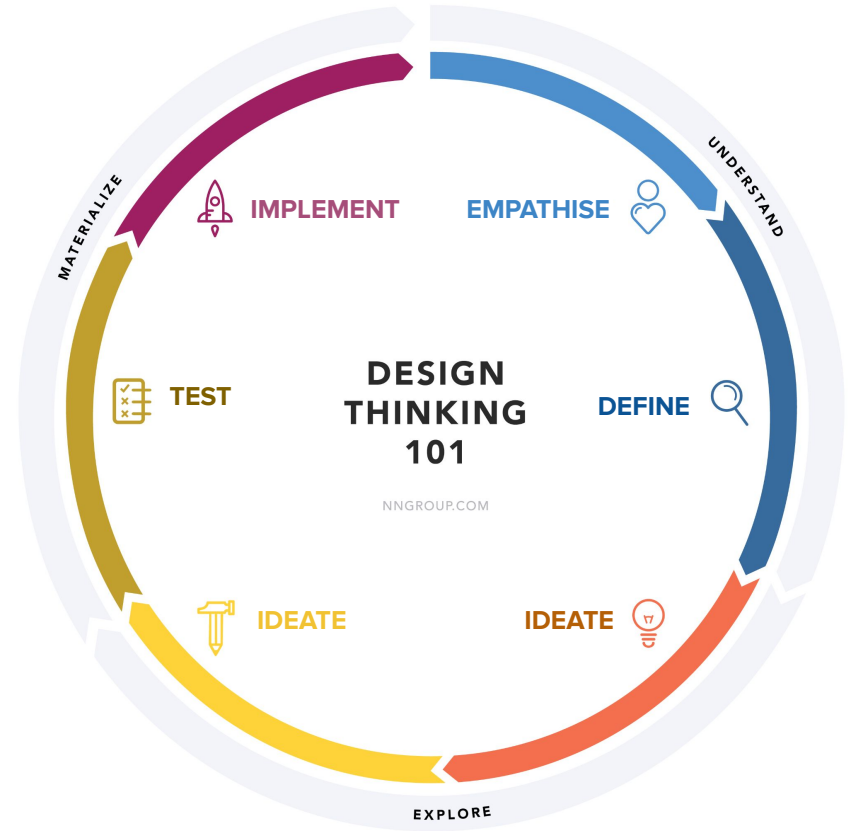 UNDERSTAND
IMPLEMENT
EMPATHISE
MATERIALIZE
DESIGN
THINKING
101
TEST
DEFINE
NNGROUP.COM
IDEATE
IDEATE
EXPLORE